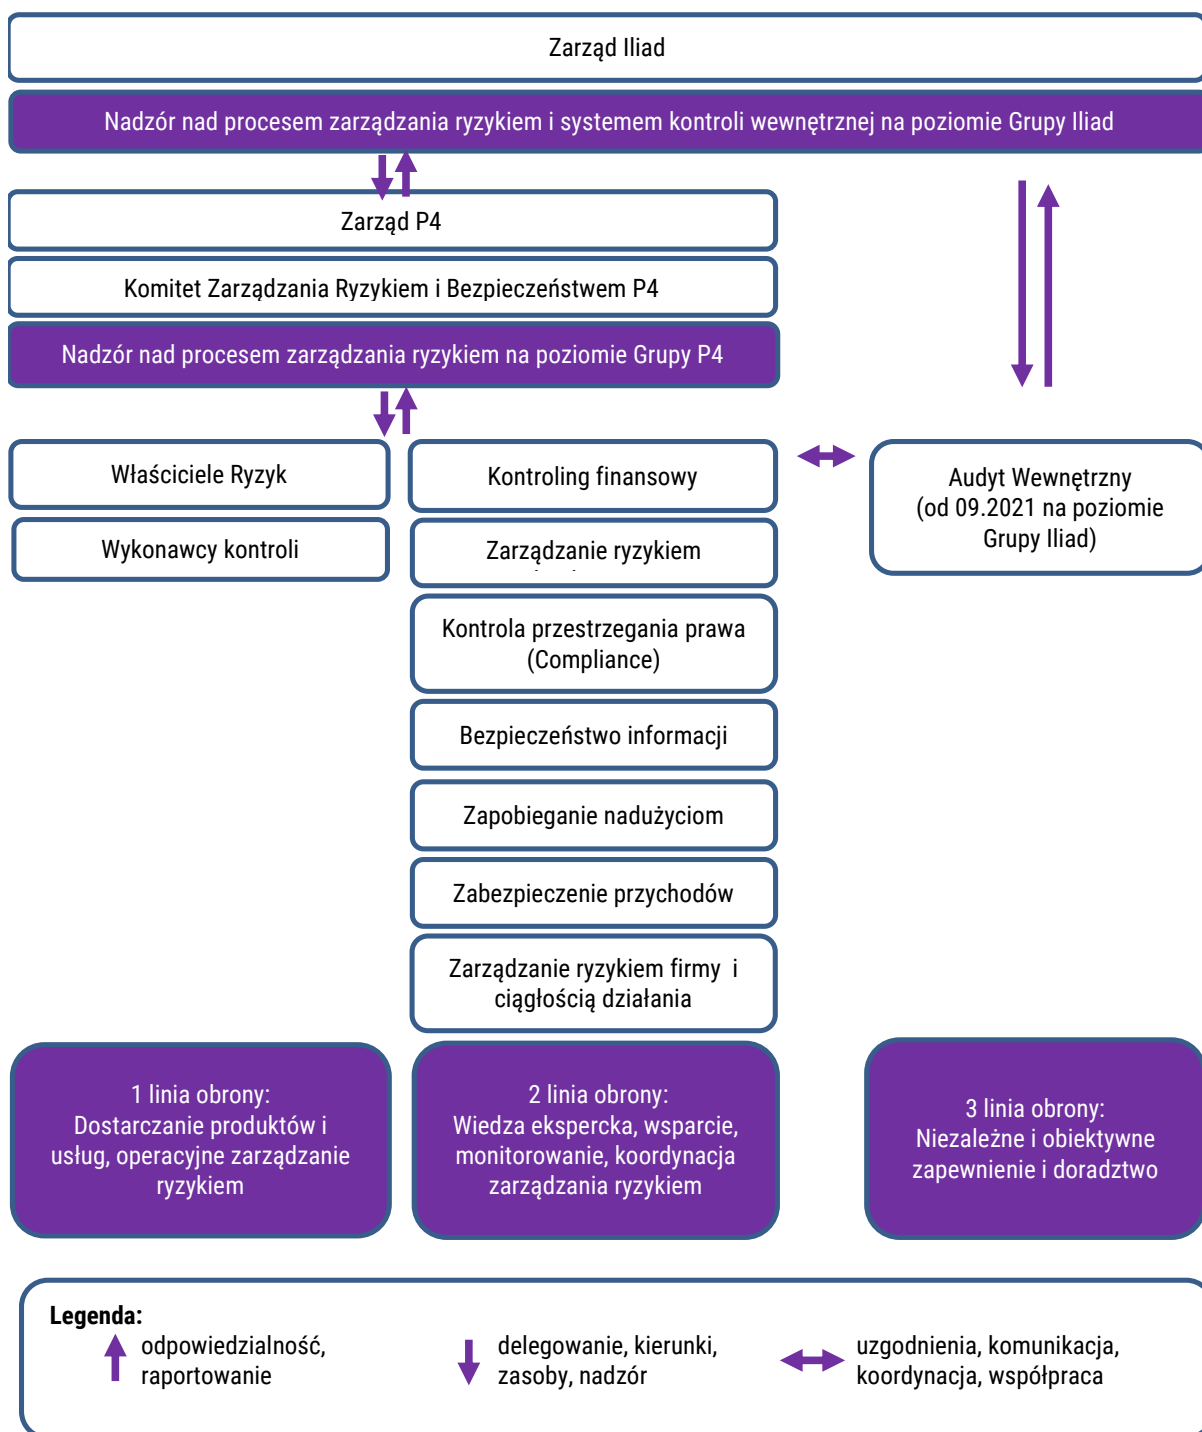 Zarząd Iliad
Nadzór nad procesem zarządzania ryzykiem i systemem kontroli wewnętrznej na poziomie Grupy Iliad
Zarząd P4
Komitet Zarządzania Ryzykiem i Bezpieczeństwem P4
Nadzór nad procesem zarządzania ryzykiem na poziomie Grupy P4
Właściciele Ryzyk
Wykonawcy kontroli
Kontroling finansowy
Zarządzanie ryzykiem
Kontrola przestrzegania prawa
(Compliance)
Bezpieczeństwo informacji
Zapobieganie nadużyciom
Zabezpieczenie przychodów
Zarządzanie ryzykiem firmy i
ciągłością działania
Audyt Wewnętrzny
(od 09.2021 na poziomie
Grupy Iliad)
1 linia obrony:
Dostarczanie produktów i
usług, operacyjne zarządzanie
ryzykiem
2 linia obrony:
Wiedza ekspercka, wsparcie,
monitorowanie, koordynacja
zarządzania ryzykiem
3 linia obrony:
Niezależne i obiektywne
zapewnienie i doradztwo
Legenda:
odpowiedzialność,
raportowanie
delegowanie, kierunki,
zasoby, nadzór
uzgodnienia, komunikacja,
koordynacja, współpraca